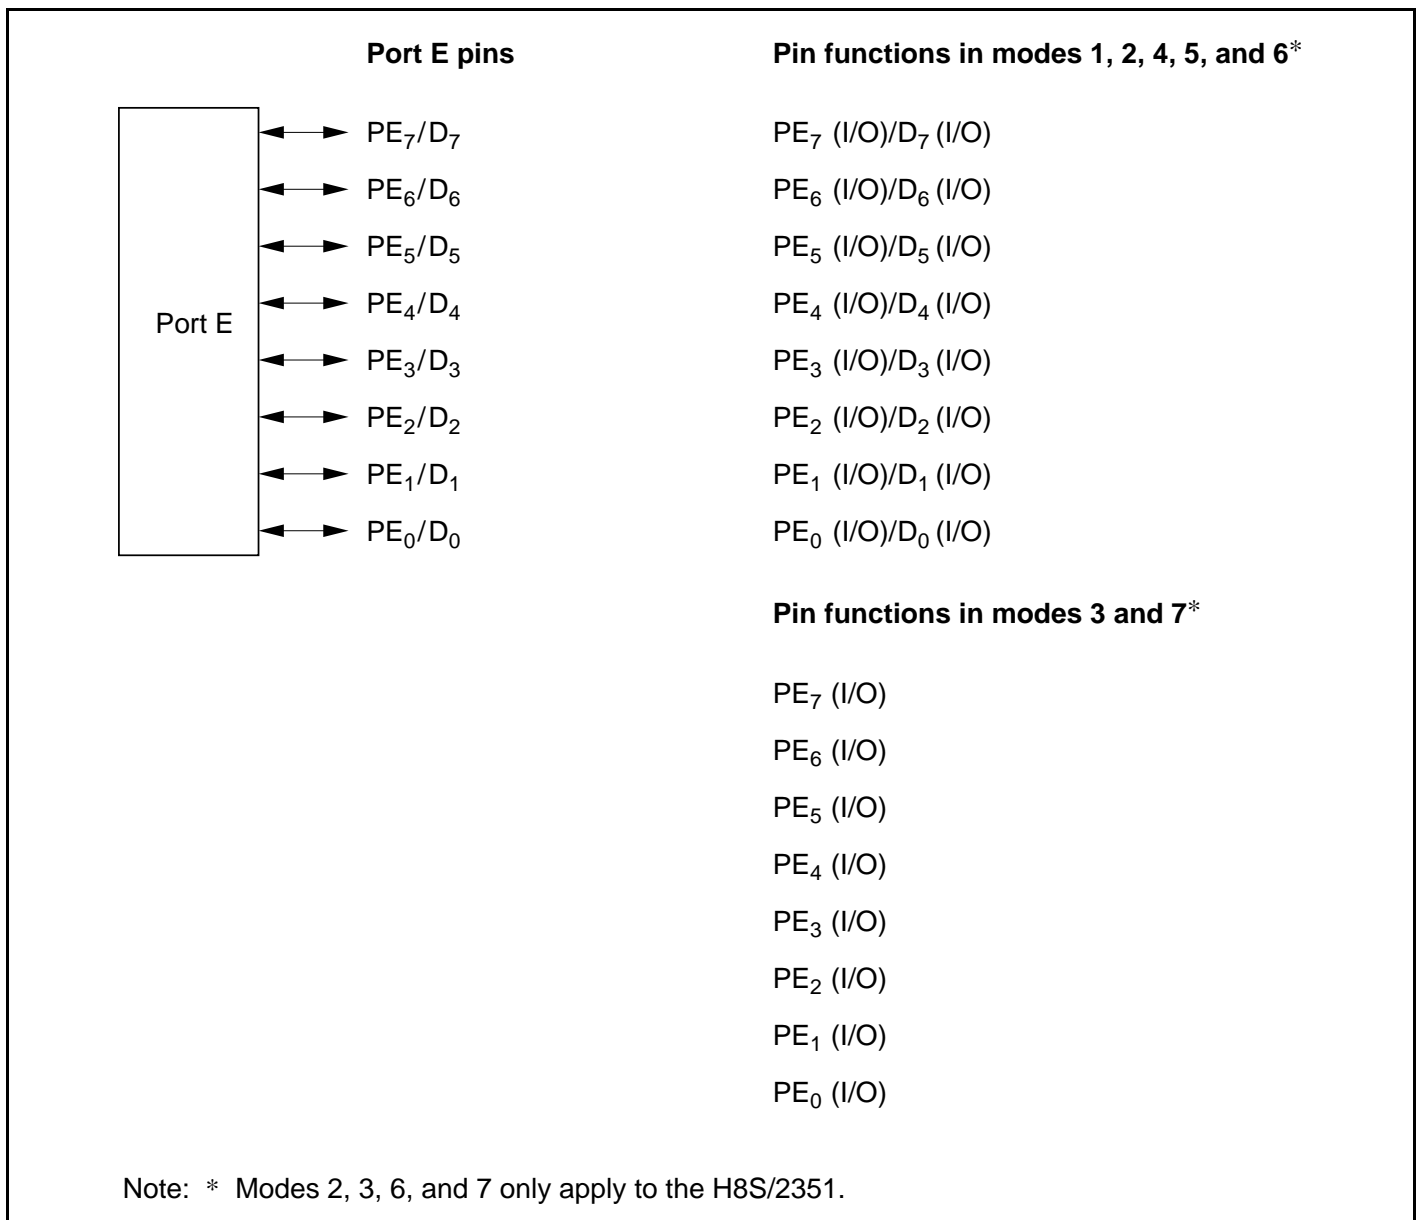 Port E pins Pin functions in modes 1, 2, 4, 5, and 6*
PE7/D7 PE7 (I/O)/D7 (I/O)
PE6/D6 PE6 (I/O)/D6 (I/O)
PE5/D5 PE5 (I/O)/D5 (I/O)
PE4/D4 PE4 (I/O)/D4 (I/O)
Port E
PE3/D3 PE3 (I/O)/D3 (I/O)
PE2/D2 PE2 (I/O)/D2 (I/O)
PE1/D1 PE1 (I/O)/D1 (I/O)
PE0/D0 PE0 (I/O)/D0 (I/O)
Pin functions in modes 3 and 7*
PE7 (I/O)
PE6 (I/O)
PE5 (I/O)
PE4 (I/O)
PE3 (I/O)
PE2 (I/O)
PE1 (I/O)
PE0 (I/O)
Note: * Modes 2, 3, 6, and 7 only apply to the H8S/2351.